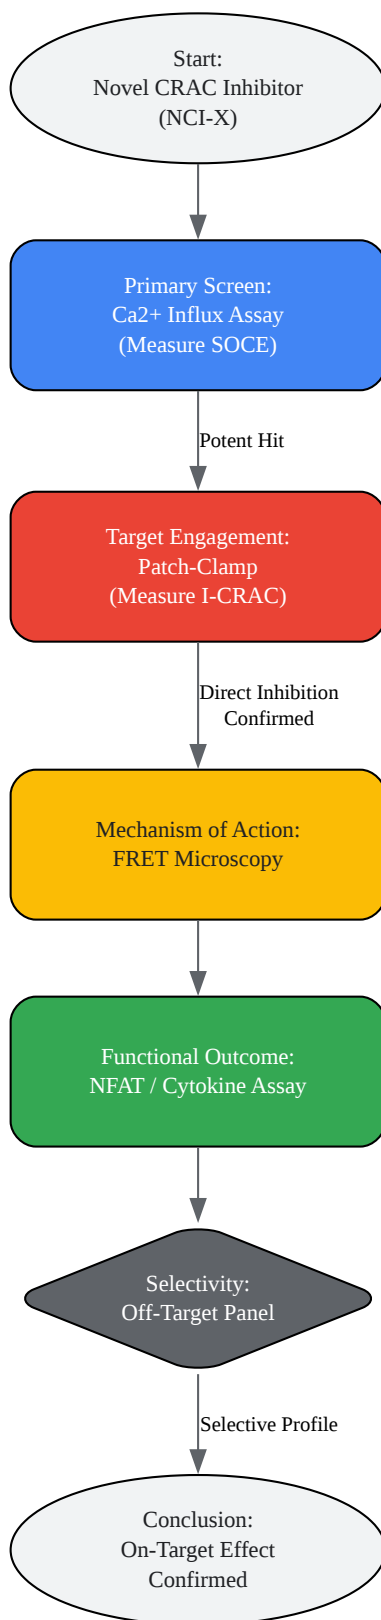 Start:
Novel CRAC Inhibitor
(NCI-X)
Primary Screen:
Ca2+ Influx Assay
(Measure SOCE)
Potent Hit
Target Engagement:
Patch-Clamp
(Measure I-CRAC)
Direct Inhibition
Confirmed
Mechanism of Action:
FRET Microscopy
Functional Outcome:
NFAT / Cytokine Assay
Selectivity:
Off-Target Panel
Selective Profile
Conclusion:
On-Target Effect
Confirmed